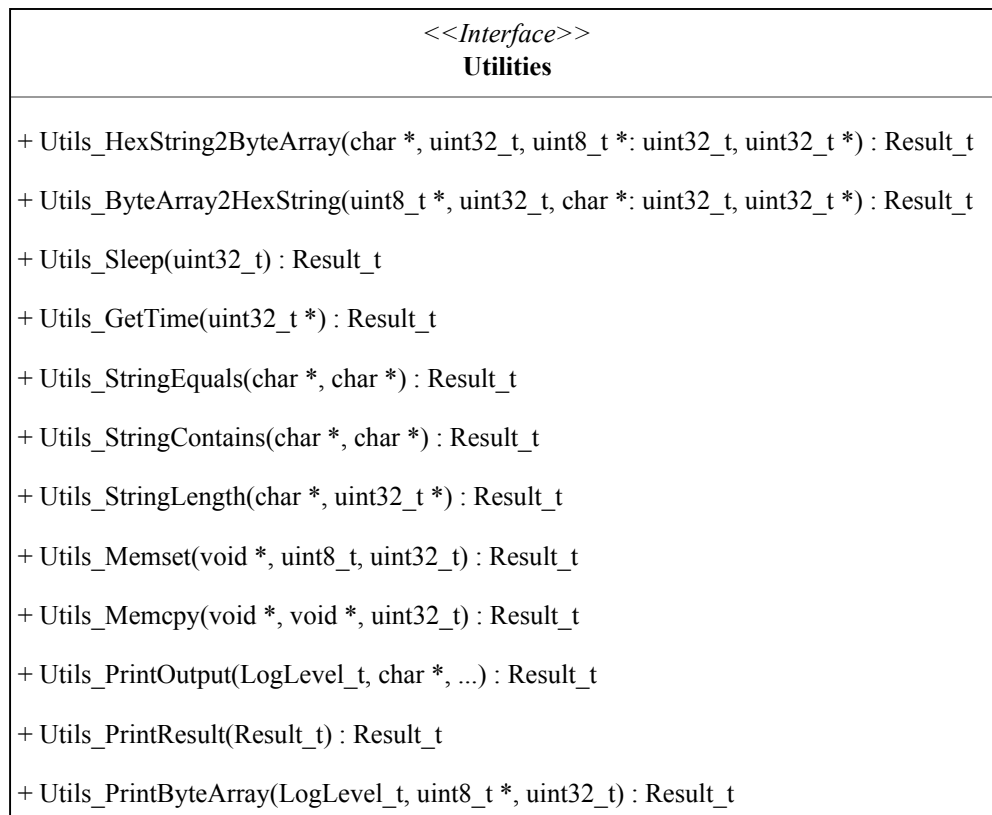 <<Interface>>
Utilities
+ Utils_HexString2ByteArray(char *, uint32_t, uint8_t *: uint32_t, uint32_t *) : Result_t
+ Utils_ByteArray2HexString(uint8_t *, uint32_t, char *: uint32_t, uint32_t *) : Result_t
+ Utils_Sleep(uint32_t) : Result_t
+ Utils_GetTime(uint32_t *) : Result_t
+ Utils_StringEquals(char *, char *) : Result_t
+ Utils_StringContains(char *, char *) : Result_t
+ Utils_StringLength(char *, uint32_t *) : Result_t
+ Utils_Memset(void *, uint8_t, uint32_t) : Result_t
+ Utils_Memcpy(void *, void *, uint32_t) : Result_t
+ Utils_PrintOutput(LogLevel_t, char *, ...) : Result_t
+ Utils_PrintResult(Result_t) : Result_t
+ Utils_PrintByteArray(LogLevel_t, uint8_t *, uint32_t) : Result_t